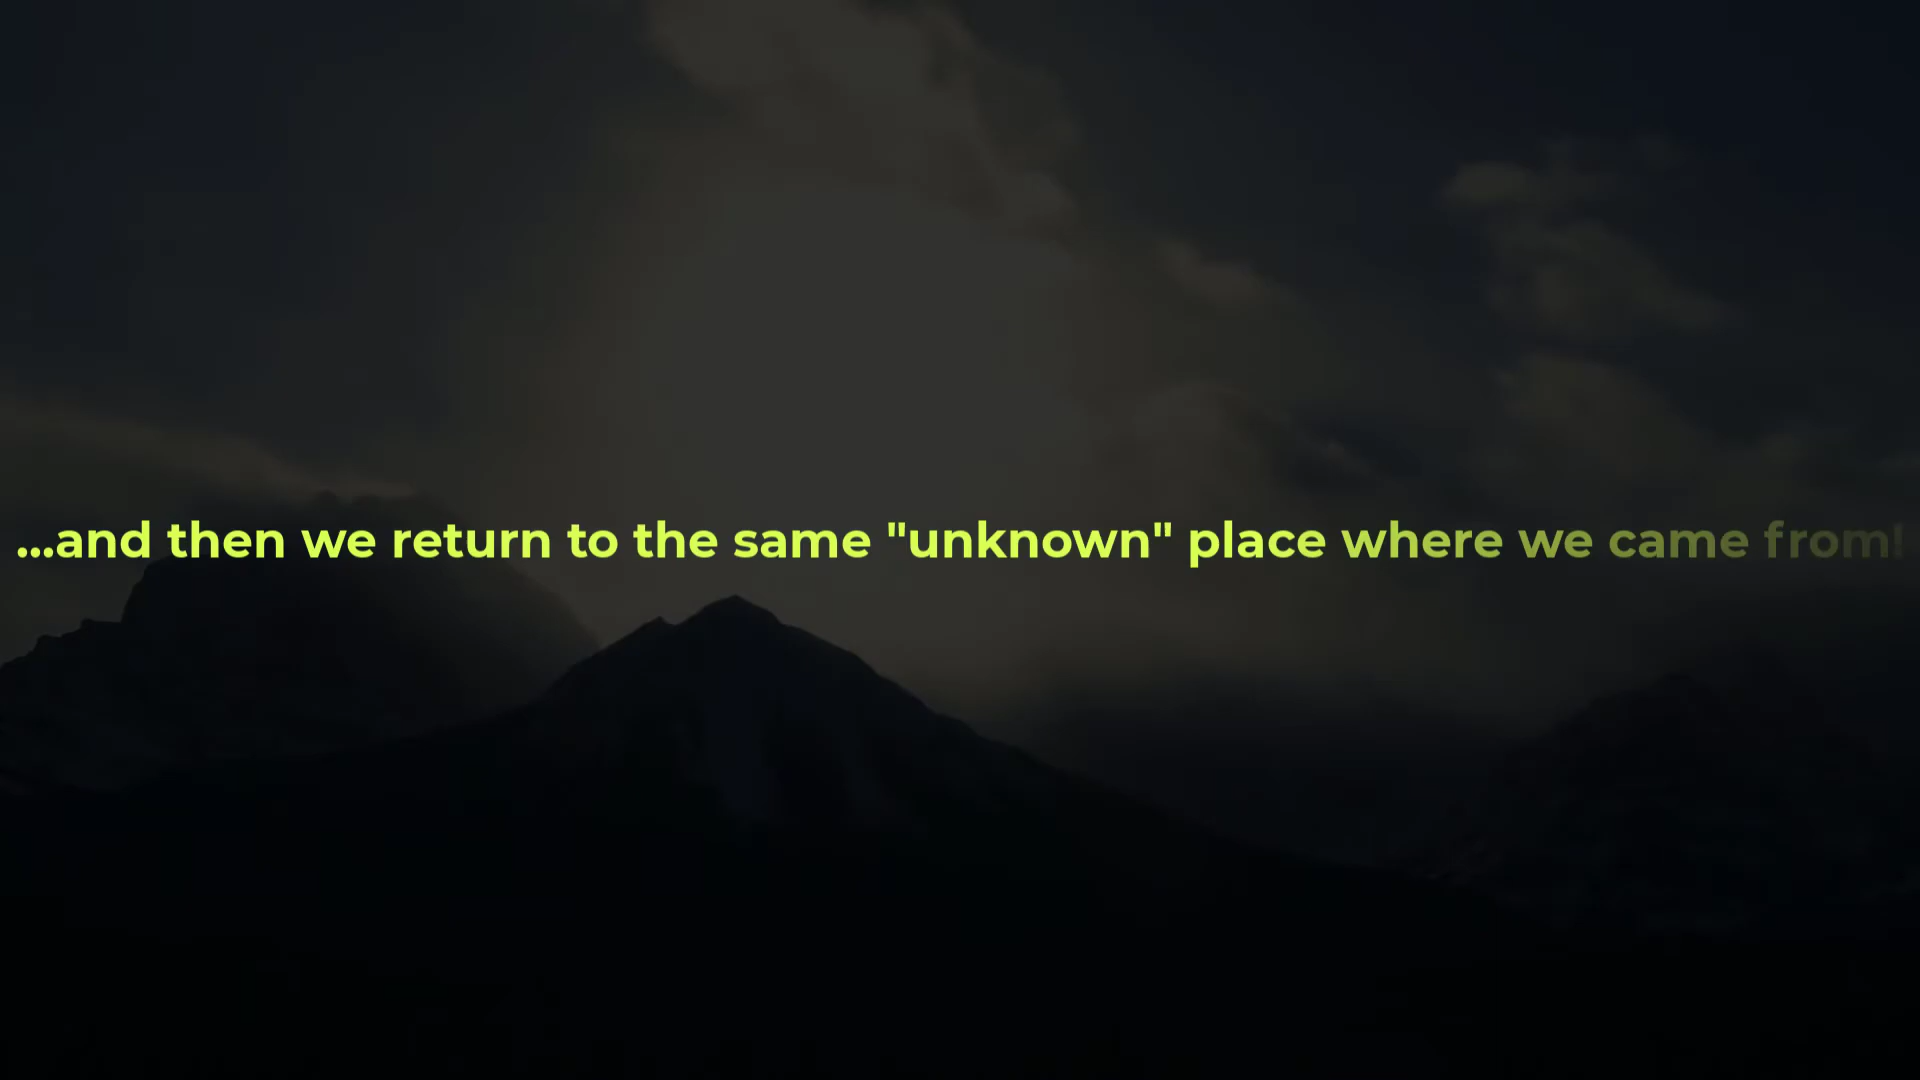 ...and then we return to the same "unknown" place where we came from!